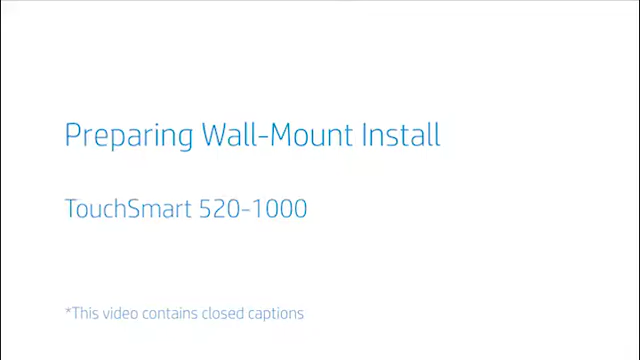 Preparing Wall-Mount Install
TouchSmart 520-1000
*This video contains closed captions